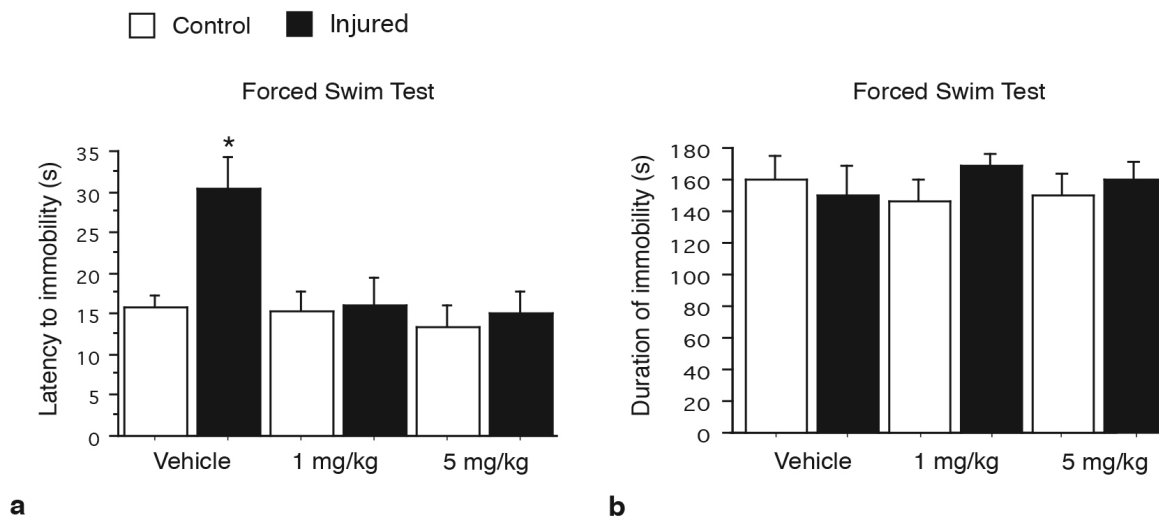 Control Injured
Forced Swim Test
*
Latency to immobility (s)
35
30
25
20
15
10
5
0
Vehicle 1 mg/kg 5 mg/kg
a
Forced Swim Test
Duration of immobility (s)
180
160
140
120
100
80
60
40
20
0
Vehicle 1 mg/kg 5 mg/kg
b